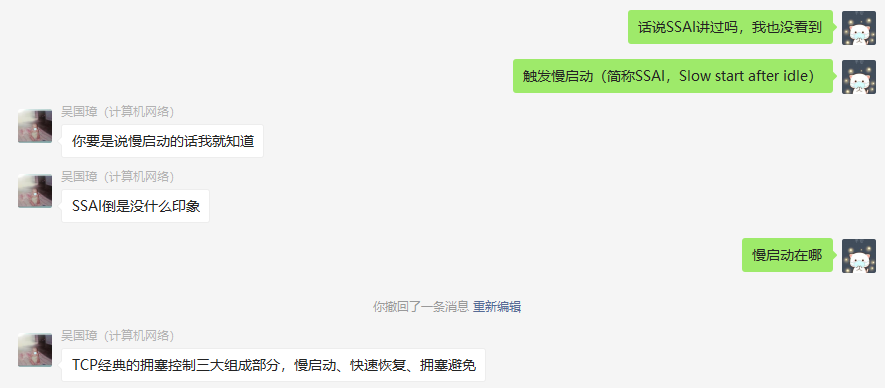 话说SSAI讲过吗，我也没看到
触发慢启动（简称SSAI，Slow start after idle）
吴国璋（计算机网络）
你要是说慢启动的话我就知道
吴国璋（计算机网络）
SSAI倒是没什么印象
慢启动在哪
你撤回了一条消息 重新编辑
吴国璋（计算机网络）
TCP经典的拥塞控制三大组成部分，慢启动、快速恢复、拥塞避免